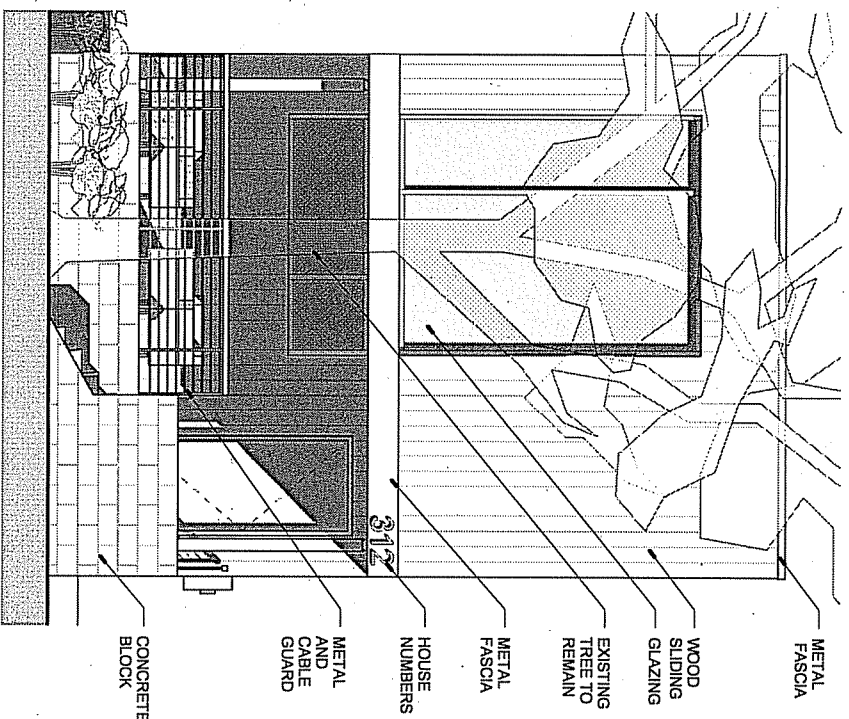 METAL
FASCIA
WOOD
SLIDING
GLAZING
EXISTING
TREE TO
REMAIN
METAL
FASCIA
312
HOUSE
NUMBERS
METAL
AND
CABLE
GUARD
CONCRETE
BLOCK